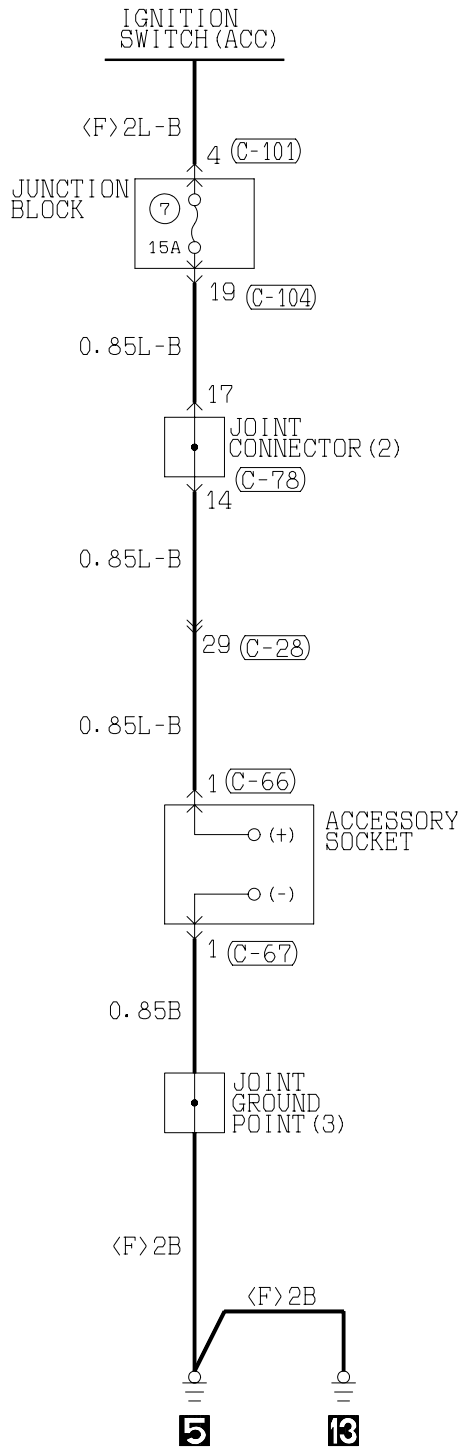 IGNITION
SWITCH(ACC)
<F>2L-B
4 (C-101)
JUNCTION
BLOCK
7
15A
19 (C-104)
0.85L-B
17
JOINT
CONNECTOR(2)
(C-78)
14
0.85L-B
29 (C-28)
0.85L-B
1 (C-66)
ACCESSORY
SOCKET
(+)
(-)
1 (C-67)
0.85B
JOINT
GROUND
POINT(3)
<F>2B
<F>2B
5 13